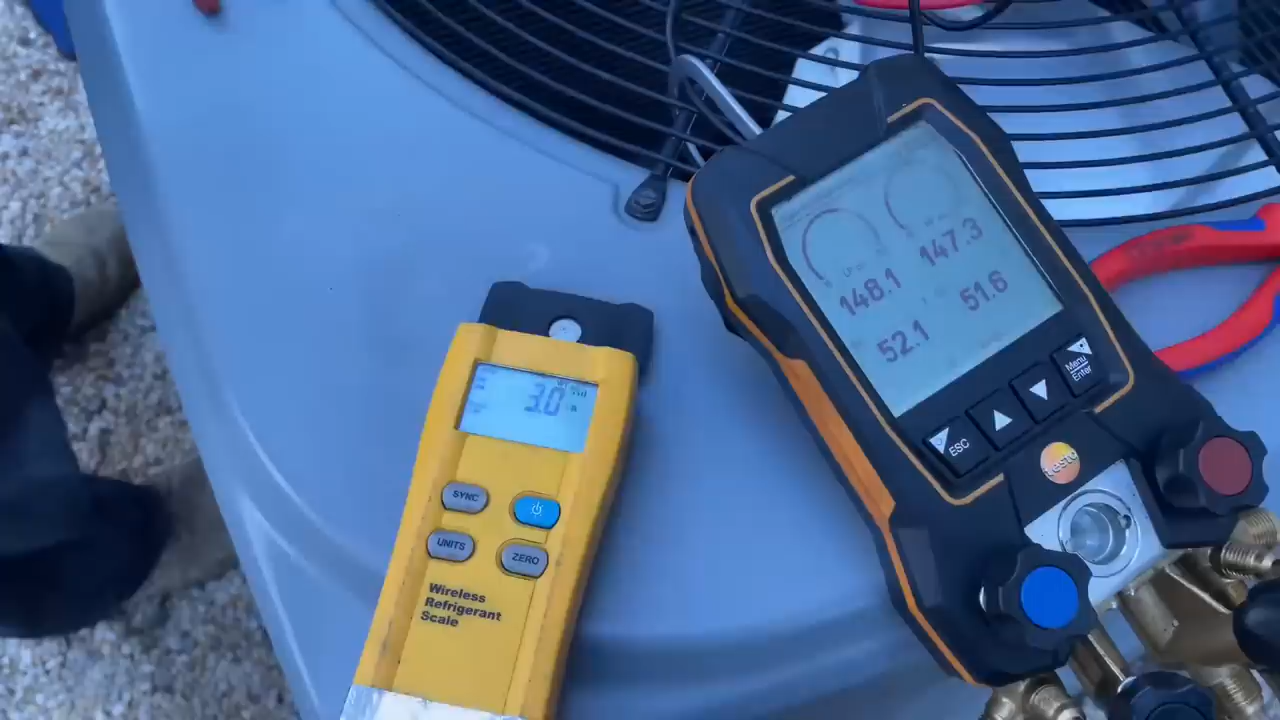 3.0
SYNC
UNITS
ZERO
Wireless
Refrigerant
Scale
148.1
147.3
52.1
51.6
ESC
Menu
Enter
testo